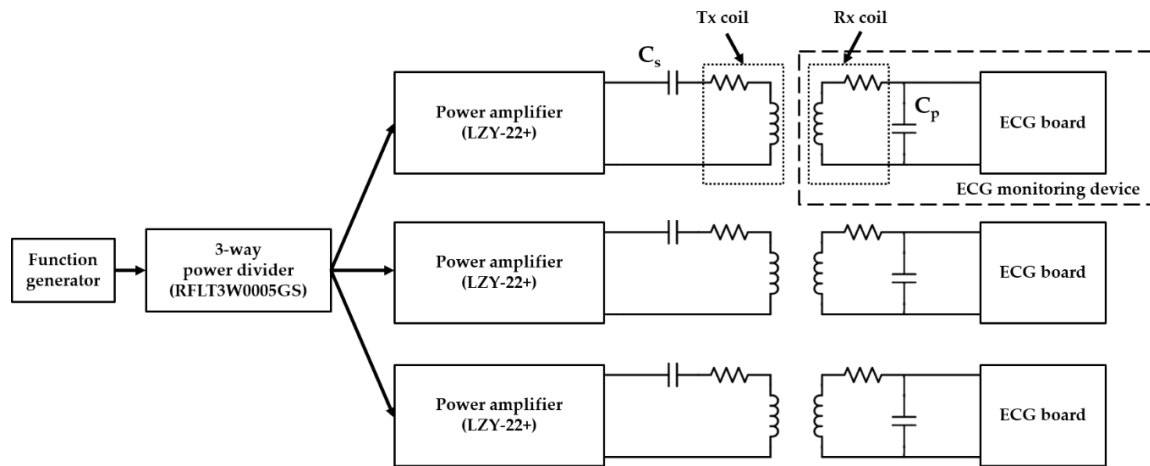 Tx coil
Rx coil
Cs
Power amplifier
(LZY-22+)
Cp
ECG board
ECG monitoring device
Function
generator
3-way
power divider
(RFLT3W0005GS)
Power amplifier
(LZY-22+)
ECG board
Power amplifier
(LZY-22+)
ECG board